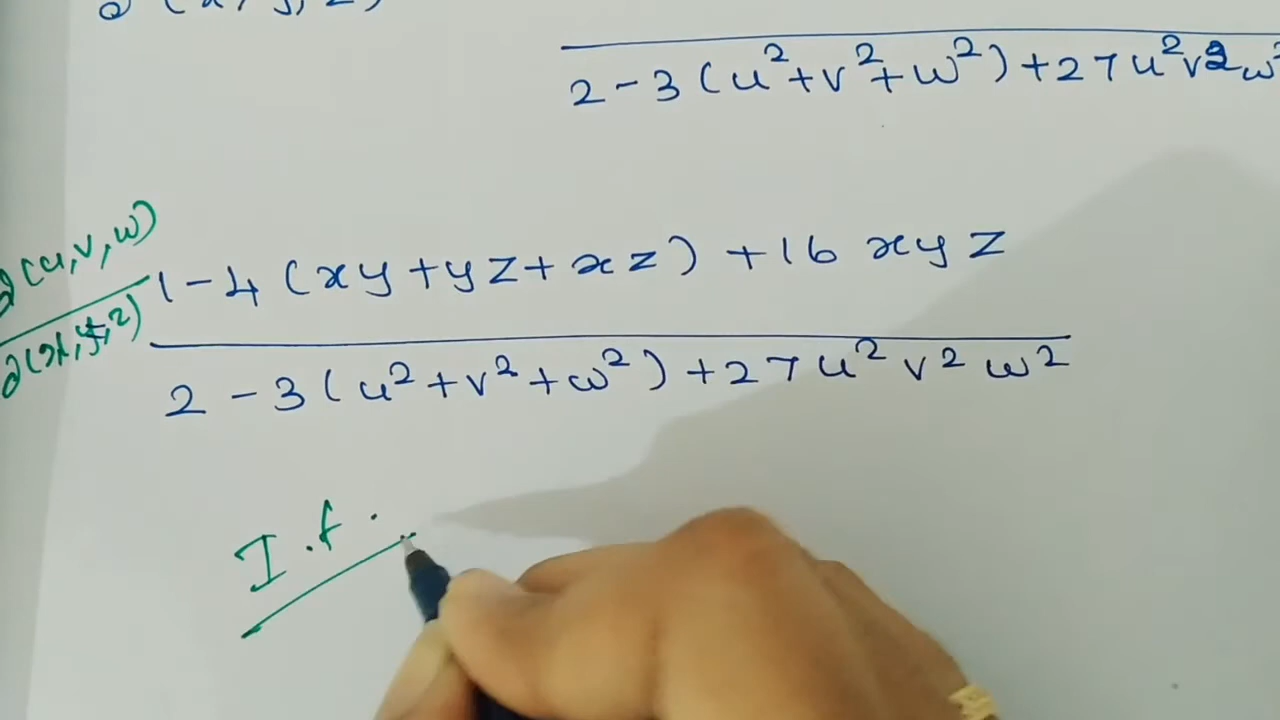 ∂(x, y, z)
2 - 3 (u² + v² + w²) + 27 u² v² w²
∂(u, v, w)
∂(x, y, z)
1 - 4 (xy + yz + xz) + 16 xyz
2 - 3 (u² + v² + w²) + 27 u² v² w²
I.f.